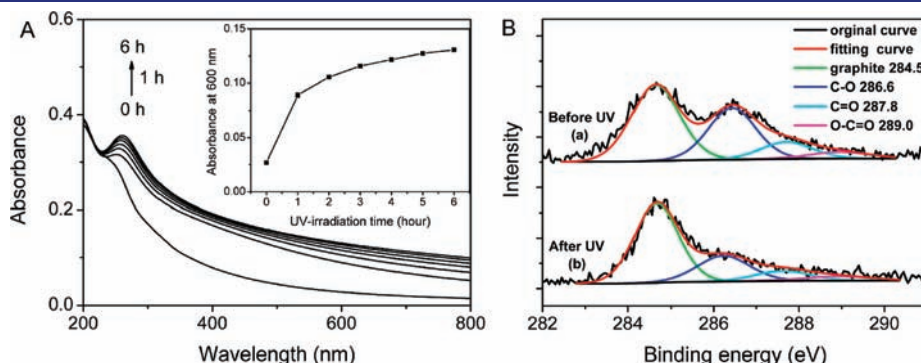 A
6 h
1 h
0 h
Absorbance
0.6
0.4
0.2
0.0
200
400
600
800
Wavelength (nm)
Absorbance at 600 nm
0.15
0.10
0.05
0.00
0 1 2 3 4 5 6
UV-irradiation time (hour)
B
orginal curve
fitting curve
graphite 284.5
C-O 286.6
C=O 287.8
O-C=O 289.0
Before UV
(a)
After UV
(b)
Intensity
282 284 286 288 290
Binding energy (eV)